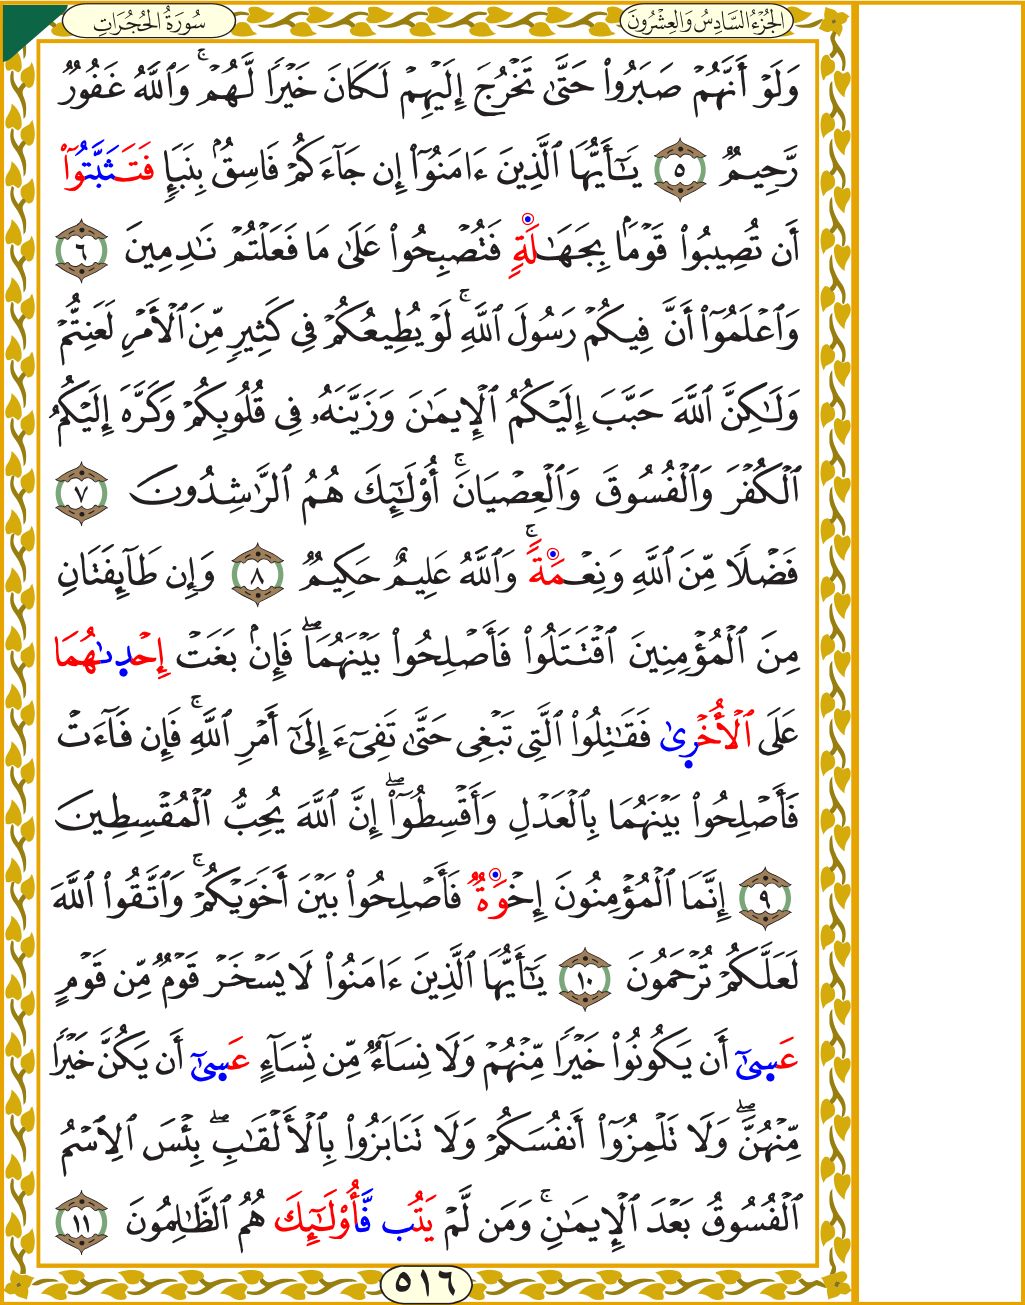 الجُزْءُ السَّادِسُ وَالعِشْرُونَ
سُورَةُ الحُجُرَاتِ
وَلَوْ أَنَّهُمْ صَبَرُوا۟ حَتَّىٰ تَخْرُجَ إِلَيْهِمْ لَكَانَ خَيْرًا لَّهُمْ ۚ وَٱللَّهُ غَفُورٌ
رَّحِيمٌ ٥ يَـٰٓأَيُّهَا ٱلَّذِينَ ءَامَنُوٓا۟ إِن جَآءَكُمْ فَاسِقٌۢ بِنَبَإٍ فَتَثَبَّتُوٓا۟
أَن تُصِيبُوا۟ قَوْمًۢا بِجَهَـٰلَةٍ فَتُصْبِحُوا۟ عَلَىٰ مَا فَعَلْتُمْ نَـٰدِمِينَ ٦
وَٱعْلَمُوٓا۟ أَنَّ فِيكُمْ رَسُولَ ٱللَّهِ ۚ لَوْ يُطِيعُكُمْ فِى كَثِيرٍ مِّنَ ٱلْأَمْرِ لَعَنِتُّمْ
وَلَـٰكِنَّ ٱللَّهَ حَبَّبَ إِلَيْكُمُ ٱلْإِيمَـٰنَ وَزَيَّنَهُۥ فِى قُلُوبِكُمْ وَكَرَّهَ إِلَيْكُمُ
ٱلْكُفْرَ وَٱلْفُسُوقَ وَٱلْعِصْيَانَ ۚ أُو۟لَـٰٓئِكَ هُمُ ٱلرَّٰشِدُونَ ٧
فَضْلًا مِّنَ ٱللَّهِ وَنِعْمَةً ۚ وَٱللَّهُ عَلِيمٌ حَكِيمٌ ٨ وَإِن طَآئِفَتَانِ
مِنَ ٱلْمُؤْمِنِينَ ٱقْتَتَلُوا۟ فَأَصْلِحُوا۟ بَيْنَهُمَا ۖ فَإِنۢ بَغَتْ إِحْدِىٰهُمَا
عَلَى ٱلْأُخْرِىٰ فَقَـٰتِلُوا۟ ٱلَّتِى تَبْغِى حَتَّىٰ تَفِىٓءَ إِلَىٰٓ أَمْرِ ٱللَّهِ ۚ فَإِن فَآءَتْ
فَأَصْلِحُوا۟ بَيْنَهُمَا بِٱلْعَدْلِ وَأَقْسِطُوٓا۟ ۖ إِنَّ ٱللَّهَ يُحِبُّ ٱلْمُقْسِطِينَ
٩ إِنَّمَا ٱلْمُؤْمِنُونَ إِخْوَةٌ فَأَصْلِحُوا۟ بَيْنَ أَخَوَيْكُمْ ۚ وَٱتَّقُوا۟ ٱللَّهَ
لَعَلَّكُمْ تُرْحَمُونَ ١٠ يَـٰٓأَيُّهَا ٱلَّذِينَ ءَامَنُوا۟ لَا يَسْخَرْ قَوْمٌ مِّن قَوْمٍ
عَسِىٰٓ أَن يَكُونُوا۟ خَيْرًا مِّنْهُمْ وَلَا نِسَآءٌ مِّن نِّسَآءٍ عَسِىٰٓ أَن يَكُنَّ خَيْرًا
مِّنْهُنَّ ۖ وَلَا تَلْمِزُوٓا۟ أَنفُسَكُمْ وَلَا تَنَابَزُوا۟ بِٱلْأَلْقَـٰبِ ۖ بِئْسَ ٱلِٱسْمُ
ٱلْفُسُوقُ بَعْدَ ٱلْإِيمَـٰنِ ۚ وَمَن لَّمْ يَتُب فَّأُو۟لَـٰٓئِكَ هُمُ ٱلظَّـٰلِمُونَ ١١
٥١٦